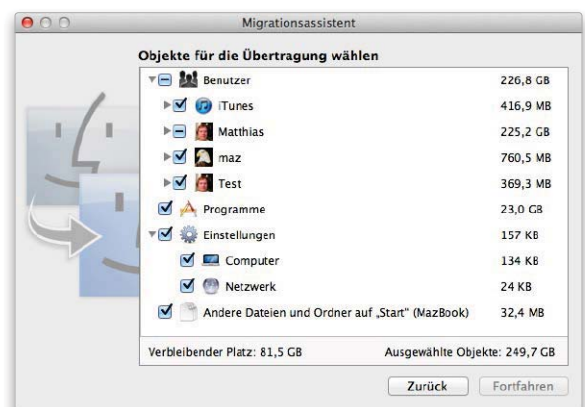 Migrationsassistent
Objekte für die Übertragung wählen
Benutzer 226,8 GB
iTunes 416,9 MB
Matthias 225,2 GB
maz 760,5 MB
Test 369,3 MB
Programme 23,0 GB
Einstellungen 157 KB
Computer 134 KB
Netzwerk 24 KB
Andere Dateien und Ordner auf „Start“ (MazBook) 32,4 MB
Verbleibender Platz: 81,5 GB Ausgewählte Objekte: 249,7 GB
Zurück Fortfahren